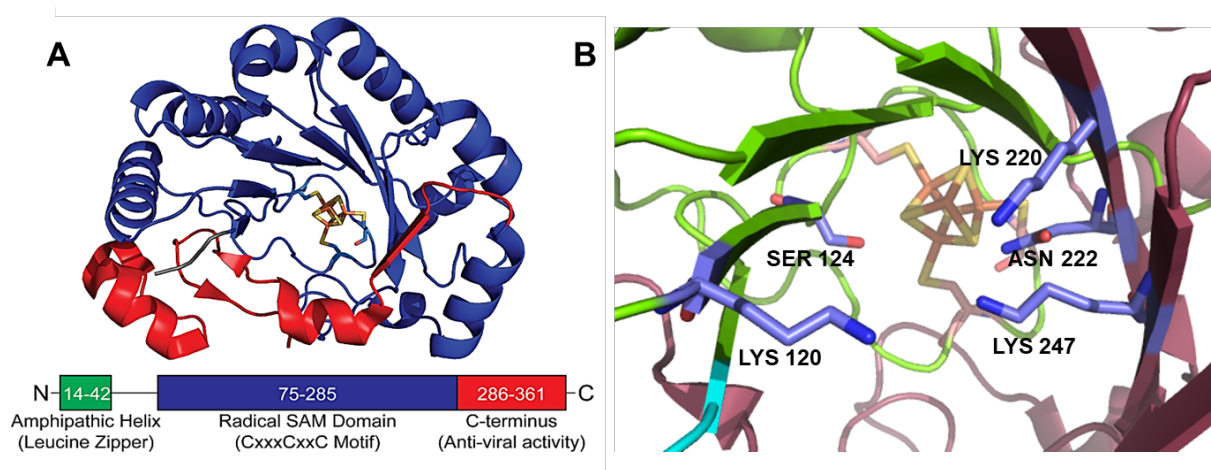 A
B
N
14-42
75-285
286-361
C
Amphipathic Helix
(Leucine Zipper)
Radical SAM Domain
(CxxxCxxC Motif)
C-terminus
(Anti-viral activity)
LYS 220
SER 124
ASN 222
LYS 120
LYS 247